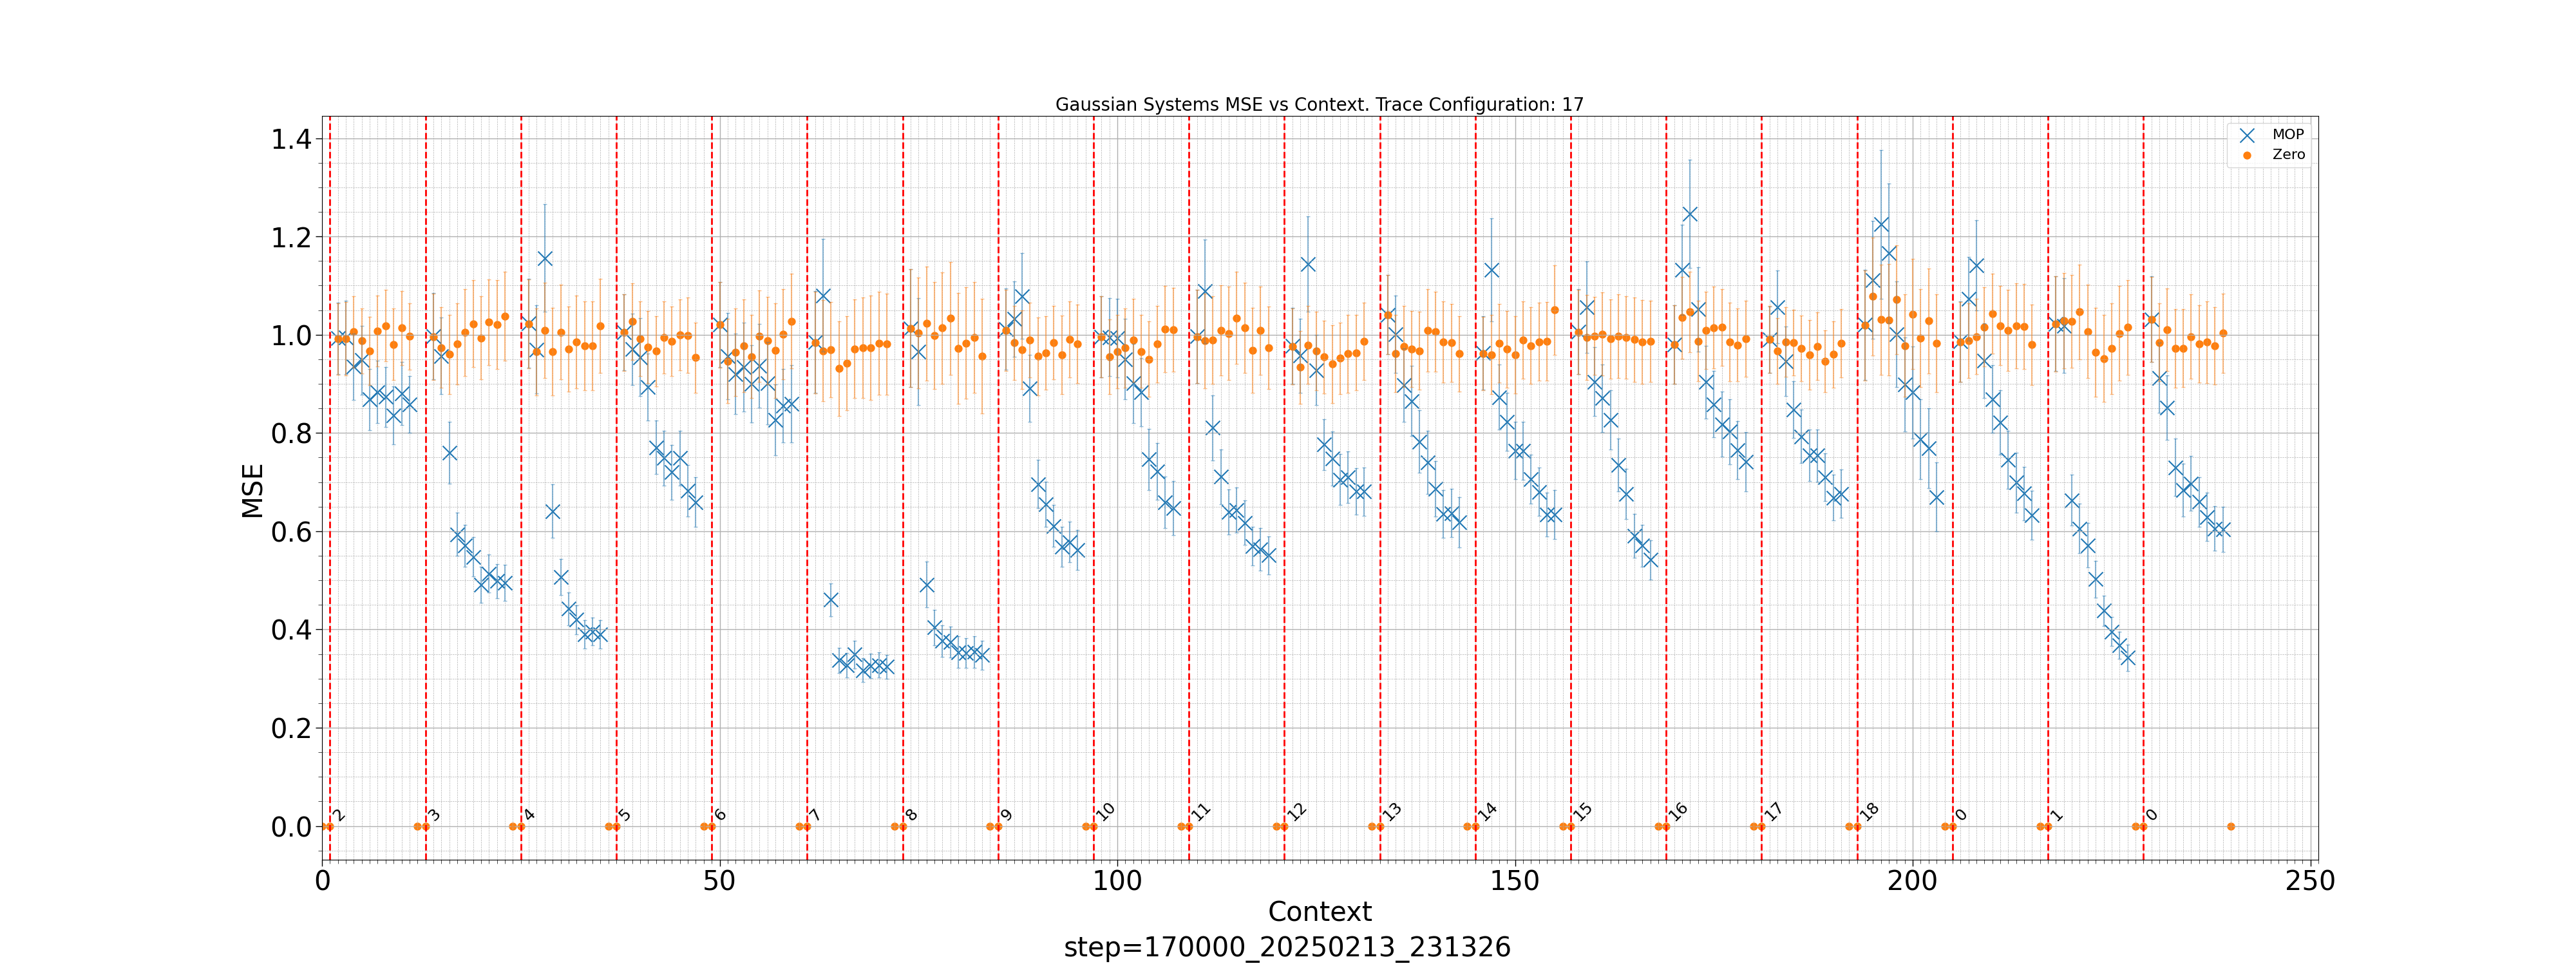 Gaussian Systems MSE vs Context. Trace Configuration: 17
MOP
Zero
1.4
1.2
1.0
0.8
0.6
0.4
0.2
0.0
MSE
2 3 4 5 6 7 8 9 10 11 12 13 14 15 16 17 18 0 1 0
0 50 100 150 200 250
Context
step=170000_20250213_231326